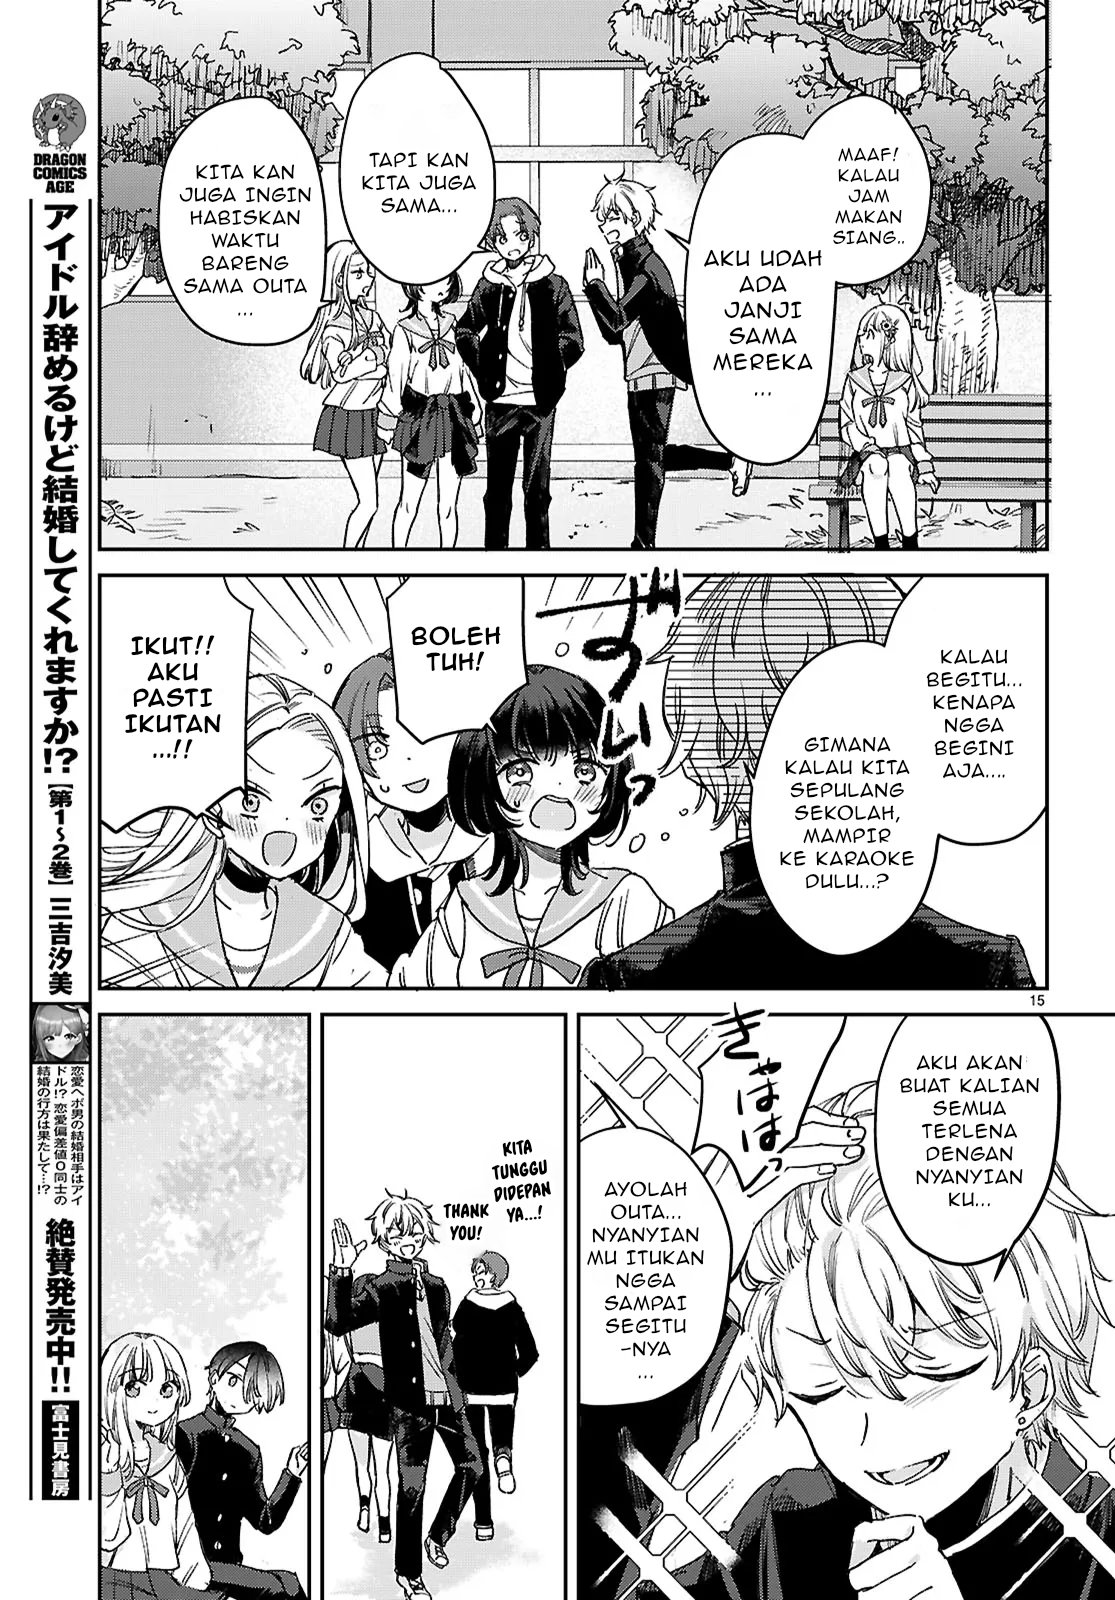 MAAF!
KALAU
JAM
MAKAN
SIANG..
AKU UDAH
ADA
JANJI
SAMA
MEREKA
TAPI KAN
KITA JUGA
SAMA...
KITA KAN
JUGA INGIN
HABISKAN
WAKTU
BARENG
SAMA OUTA
...
KALAU
BEGITU...
KENAPA
NGGA
BEGINI
AJA....
GIMANA
KALAU KITA
SEPULANG
SEKOLAH,
MAMPIR
KE KARAOKE
DULU...?
ずいっ
BOLEH
TUH!
IKUT!!
AKU
PASTI
IKUTAN
...!!
15
AKU AKAN
BUAT KALIAN
SEMUA
TERLENA
DENGAN
NYANYIAN
KU...
きゃはは
AYOLAH
OUTA...
NYANYIAN
MU ITUKAN
NGGA
SAMPAI
SEGITU
-NYA
...
KITA
TUNGGU
DIDEPAN
YA...!
THANK
YOU!
DRAGON
COMICS
AGE
アイドル辞めるけど結婚してくれますか!?【第1~2巻】三吉汐美
恋愛ヘボ男の結婚相手はアイ
ドル!?恋愛偏差値0同士の
結婚の行方は果たして…!?
絶賛発売中!!
富士見書房